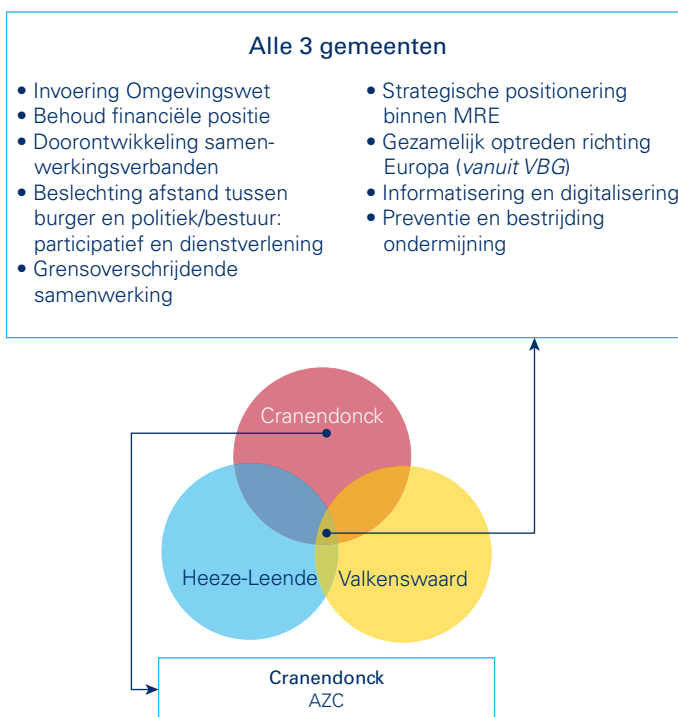 Alle 3 gemeenten
• Invoering Omgevingswet
• Behoud financiële positie
• Doorontwikkeling samen-
werkingsverbanden
• Beslechting afstand tussen
burger en politiek/bestuur:
participatief en dienstverlening
• Grensoverschrijdende
samenwerking
• Strategische positionering
binnen MRE
• Gezamelijk optreden richting
Europa (vanuit VBG)
• Informatisering en digitalisering
• Preventie en bestrijding
ondermijning
Cranendonck
Heeze-Leende
Valkenswaard
Cranendonck
AZC